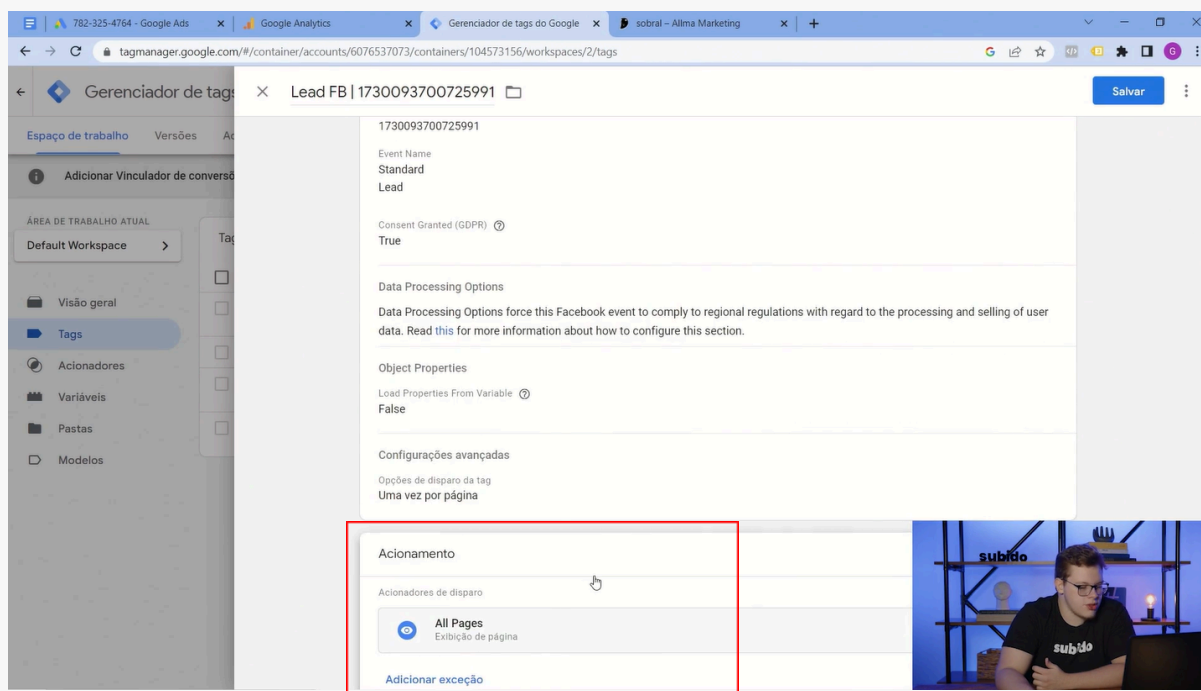 782-325-4764 - Google Ads
Google Analytics
Gerenciador de tags do Google
sobral – Allma Marketing
tagmanager.google.com/#/container/accounts/6076537073/containers/104573156/workspaces/2/tags
G
Gerenciador de tags
Lead FB | 1730093700725991
Salvar
Espaço de trabalho
Versões
Ad
Adicionar Vinculador de conversõ
ÁREA DE TRABALHO ATUAL
Default Workspace
Tag
Visão geral
Tags
Acionadores
Variáveis
Pastas
Modelos
1730093700725991
Event Name
Standard
Lead
Consent Granted (GDPR)
True
Data Processing Options
Data Processing Options force this Facebook event to comply to regional regulations with regard to the processing and selling of user
data. Read this for more information about how to configure this section.
Object Properties
Load Properties From Variable
False
Configurações avançadas
Opções de disparo da tag
Uma vez por página
Acionamento
Acionadores de disparo
All Pages
Exibição de página
Adicionar exceção
subido
subido